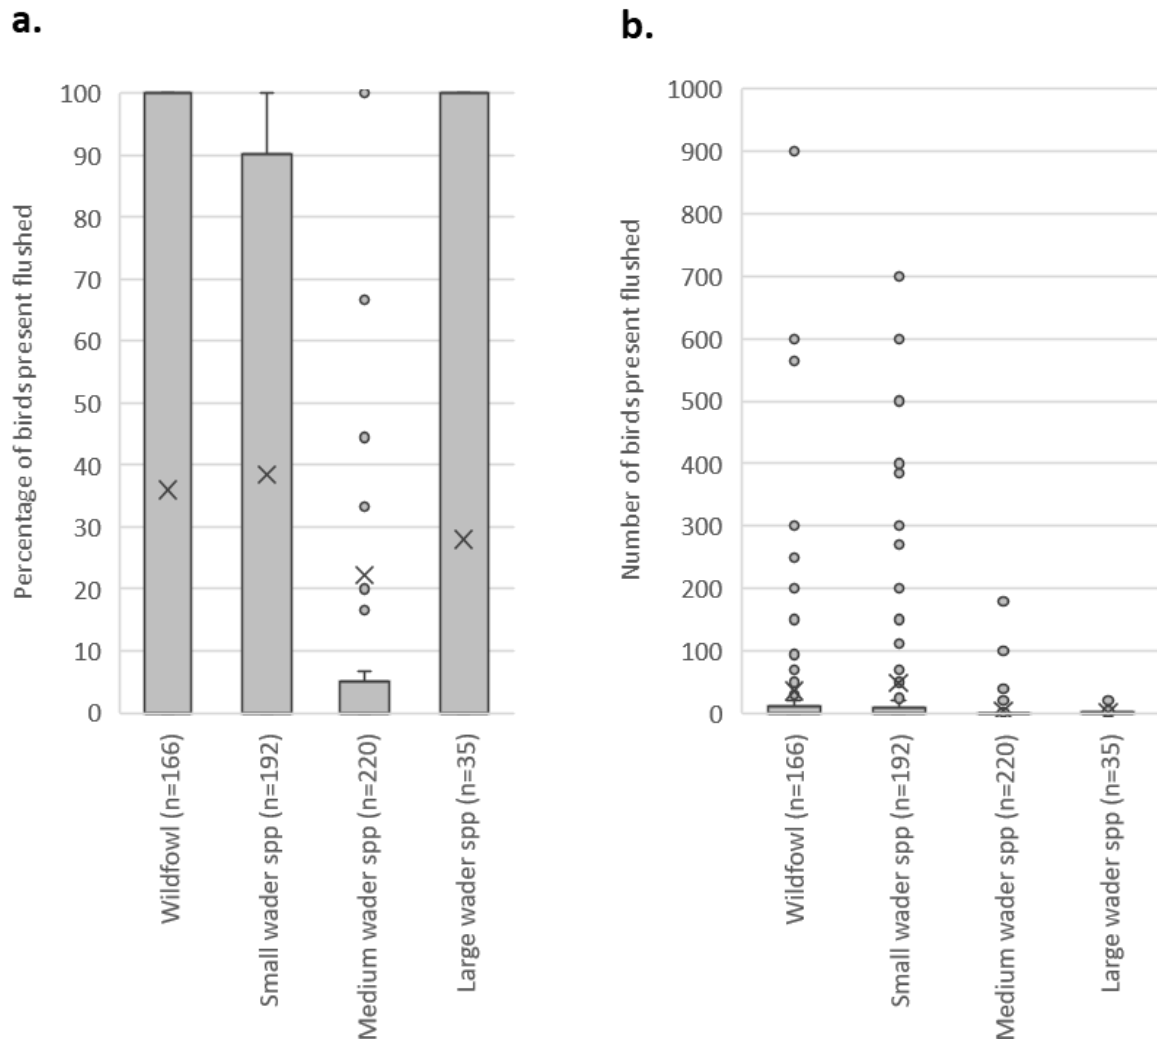 a.
Percentage of birds present flushed
100
90
80
70
60
50
40
30
20
10
0
Wildfowl (n=166)
Small wader spp (n=192)
Medium wader spp (n=220)
Large wader spp (n=35)
b.
Number of birds present flushed
1000
900
800
700
600
500
400
300
200
100
0
Wildfowl (n=166)
Small wader spp (n=192)
Medium wader spp (n=220)
Large wader spp (n=35)